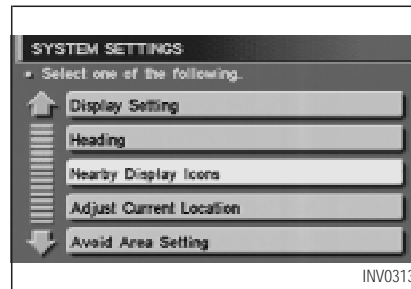 SYSTEM SETTINGS
Select one of the following.
Display Setting
Heading
Nearby Display Icons
Adjust Current Location
Avoid Area Setting
INV0313